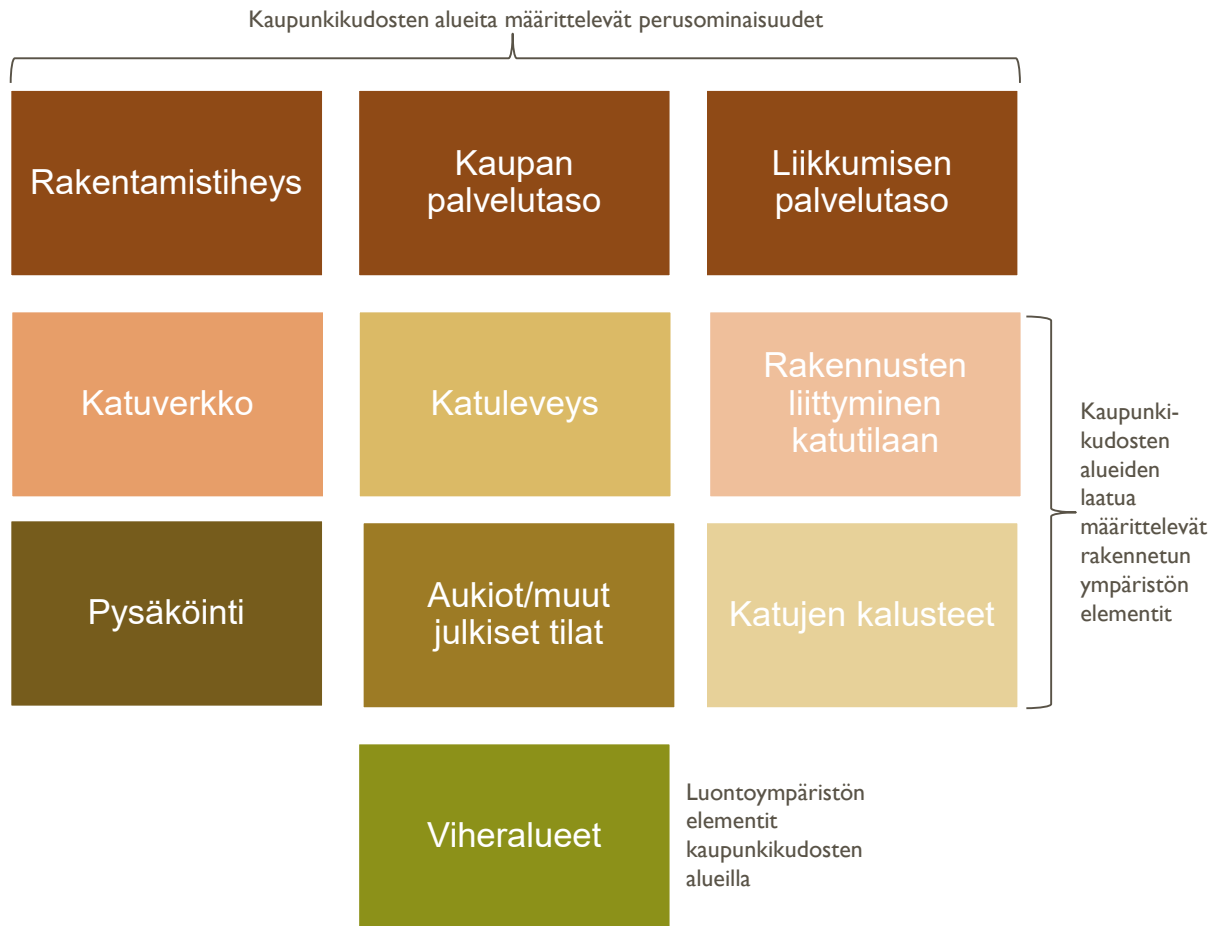 Kaupunkikudosten alueita määrittelevät perusominaisuudet
Rakentamistiheys
Kaupan
palvelutaso
Liikkumisen
palvelutaso
Katuverkko
Katuleveys
Rakennusten
liittyminen
katutilaan
Pysäköinti
Aukiot/muut
julkiset tilat
Katujen kalusteet
Kaupunki-
kudosten
alueiden
laatua
määrittelevät
rakennetun
ympäristön
elementit
Viheralueet
Luontoympäristön
elementit
kaupunkikudosten
alueilla